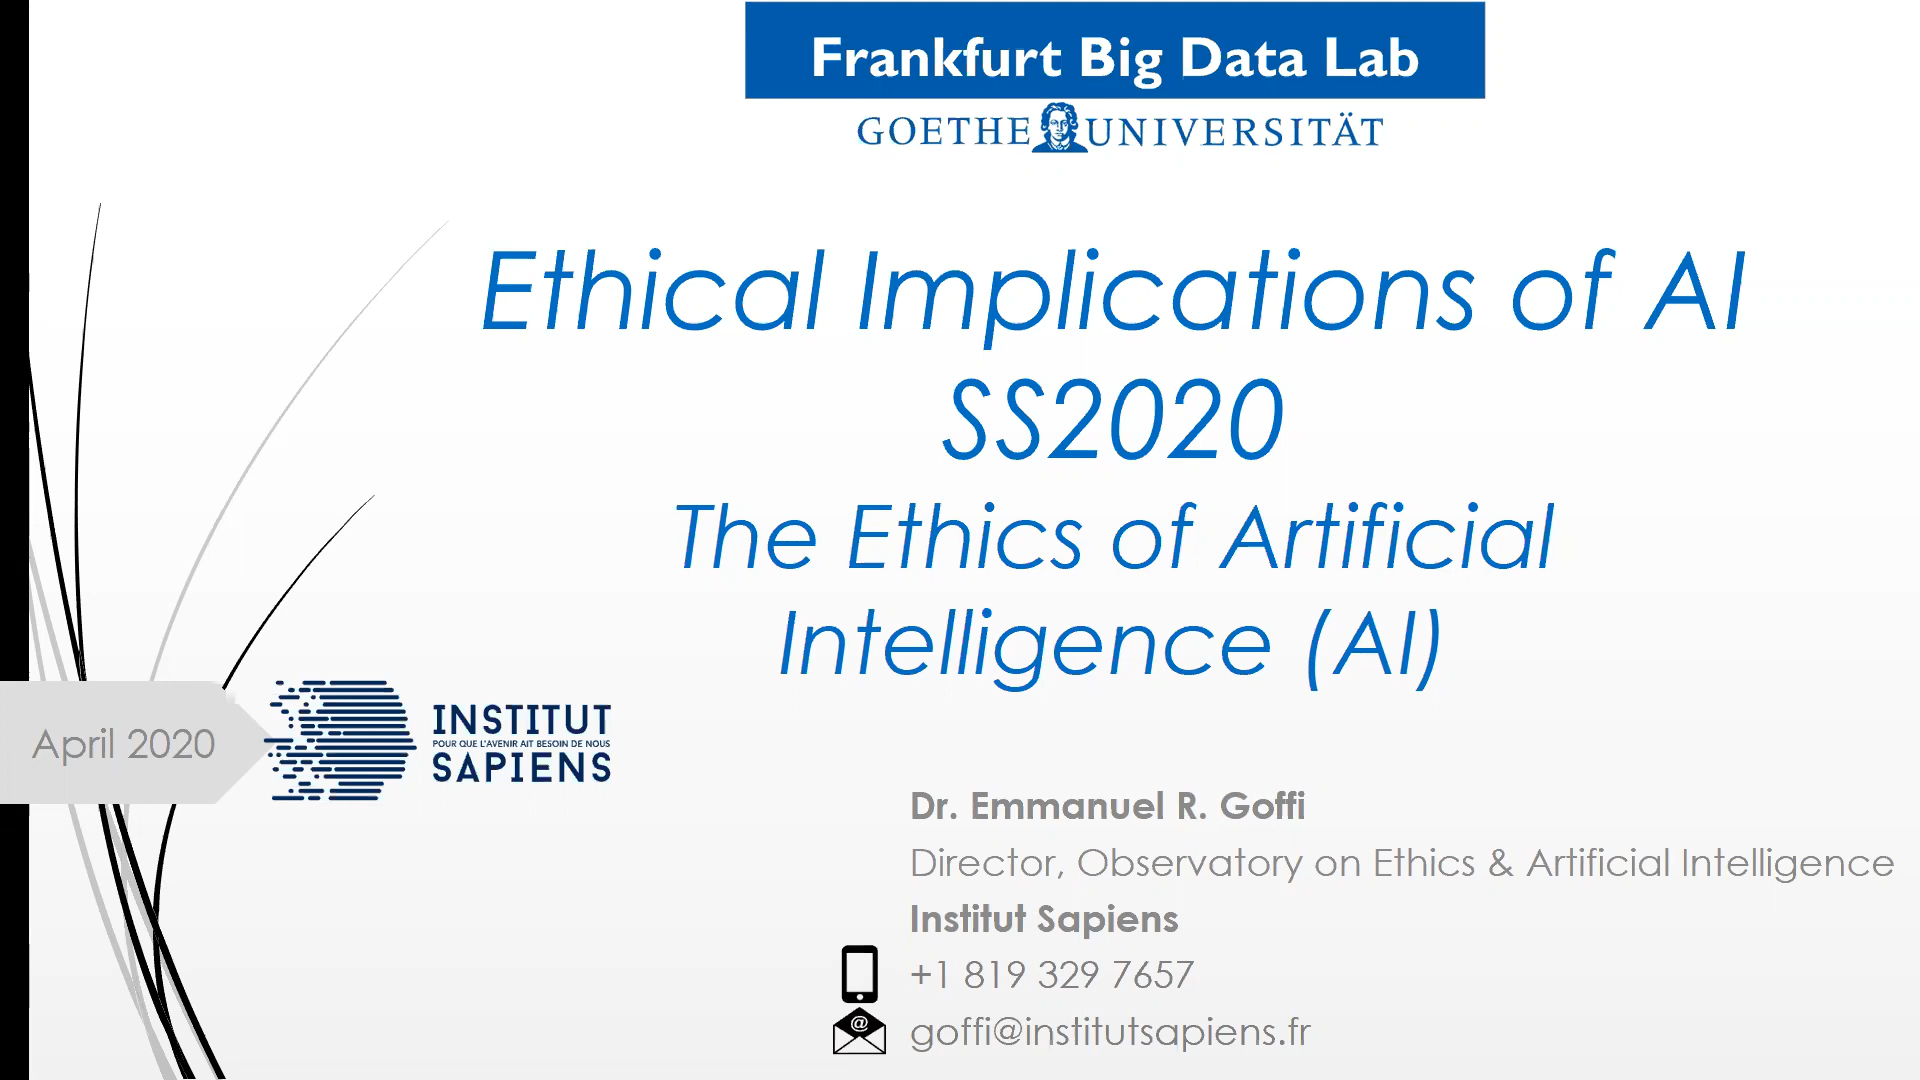 Frankfurt Big Data Lab
GOETHE UNIVERSITÄT
Ethical Implications of AI
SS2020
The Ethics of Artificial
Intelligence (AI)
April 2020
INSTITUT
POUR QUE L'AVENIR AIT BESOIN DE NOUS
SAPIENS
Dr. Emmanuel R. Goffi
Director, Observatory on Ethics & Artificial Intelligence
Institut Sapiens
+1 819 329 7657
@ goffi@institutsapiens.fr